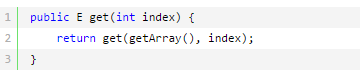 1 public E get(int index) {
2     return get(getArray(), index);
3 }